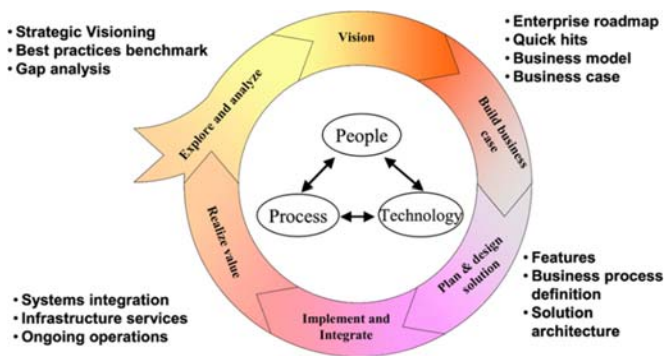 • Strategic Visioning
• Best practices benchmark
• Gap analysis
Vision
• Enterprise roadmap
• Quick hits
• Business model
• Business case
Explore and analyze
Build business
case
People
Process
Technology
Realize value
Plan & design
solution
Implement and
Integrate
• Systems integration
• Infrastructure services
• Ongoing operations
• Features
• Business process
definition
• Solution
architecture